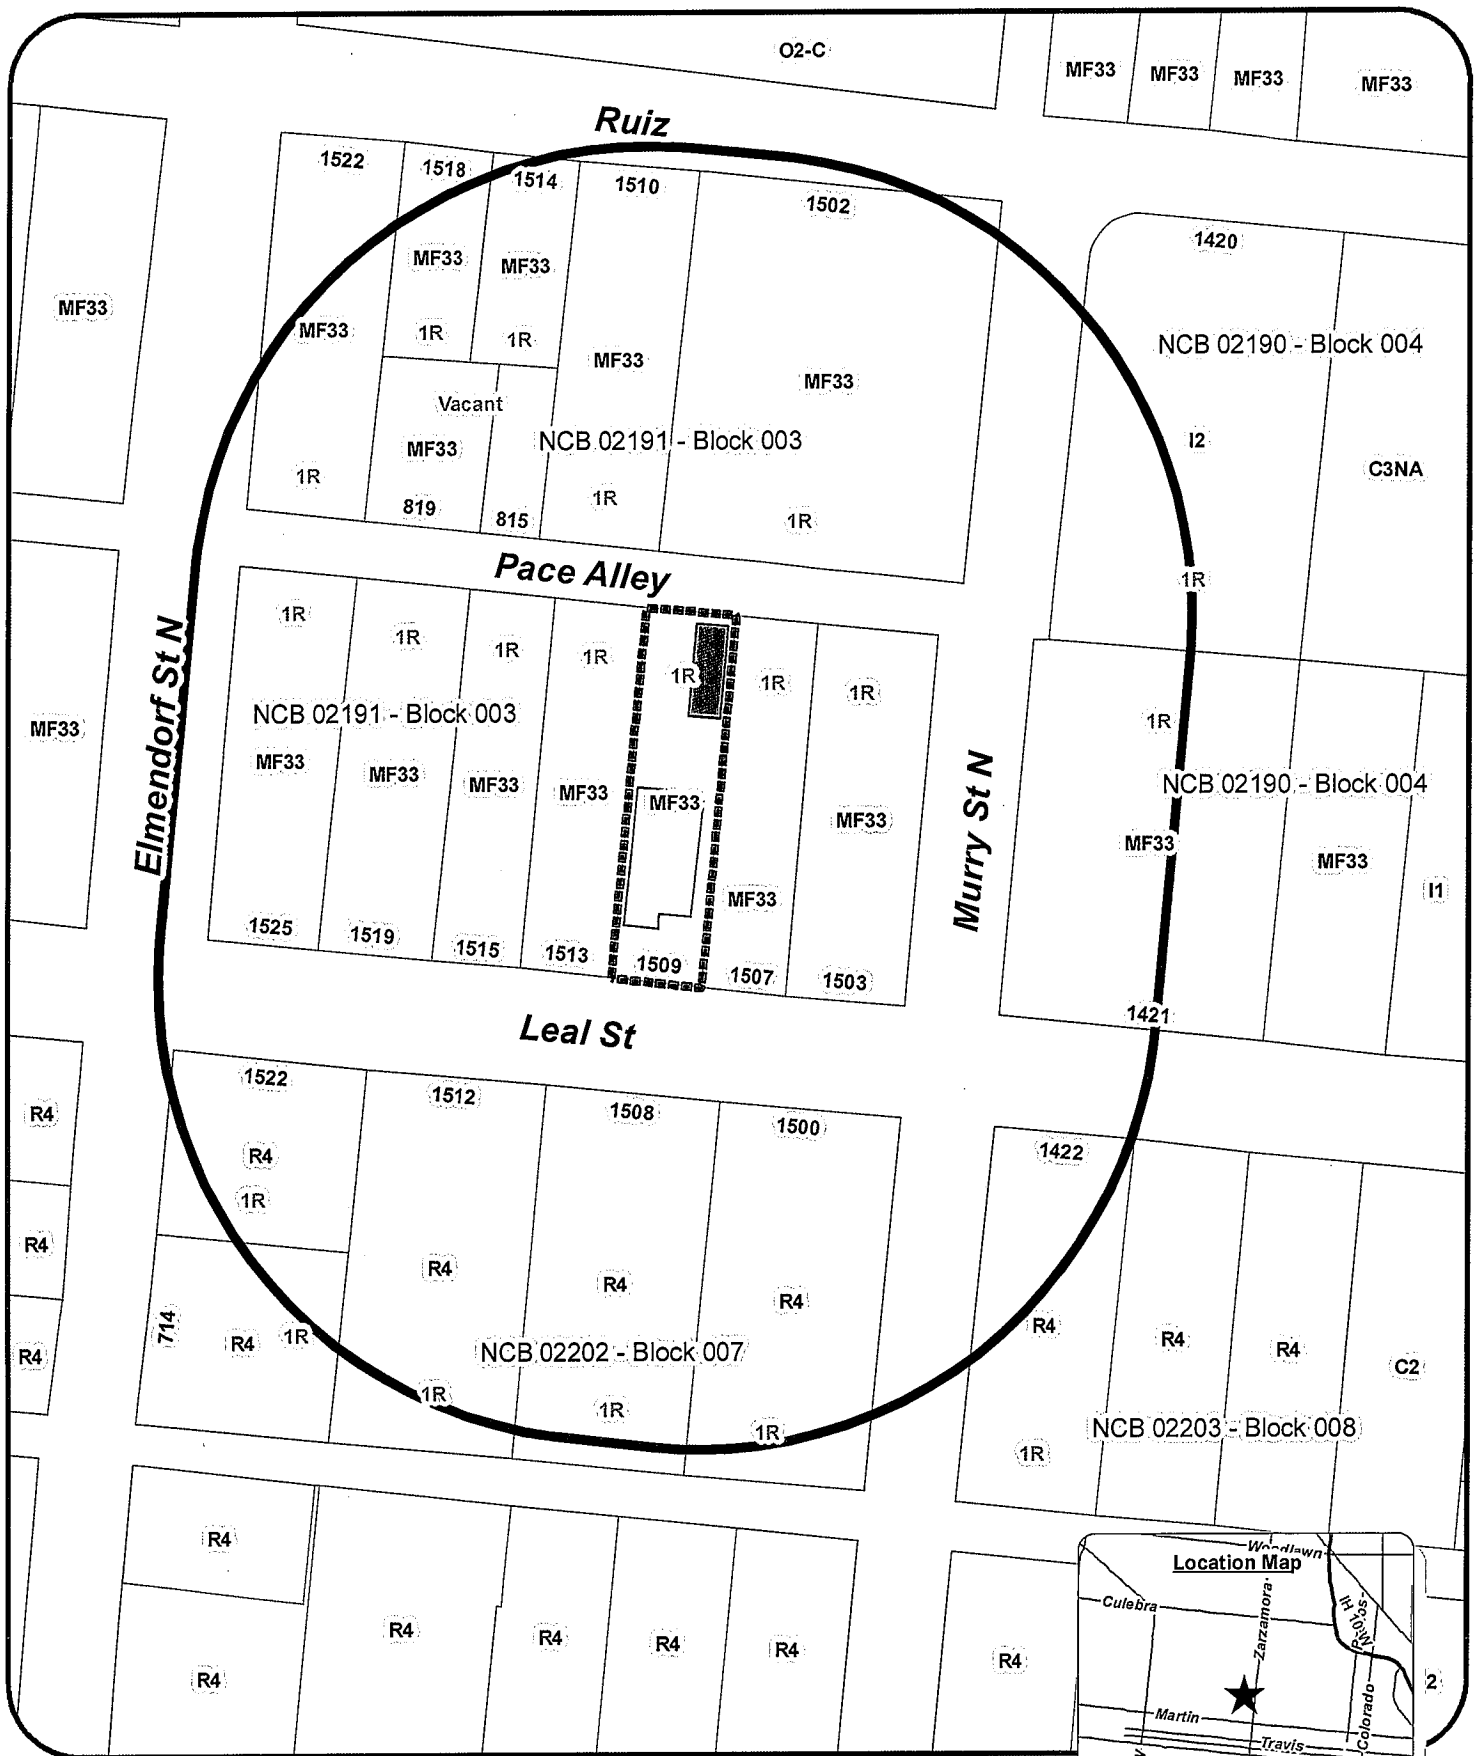 O2-C
MF33
MF33
MF33
MF33
Ruiz
1522
1518
1514
1510
1502
1420
MF33
MF33
MF33
MF33
1R
1R
MF33
MF33
NCB 02190 - Block 004
Vacant
MF33
NCB 02191 - Block 003
I2
C3NA
1R
1R
1R
819
815
Pace Alley
1R
1R
1R
1R
1R
1R
1R
1R
1R
NCB 02191 - Block 003
MF33
Elmendorf St N
MF33
MF33
MF33
MF33
MF33
MF33
MF33
Murry St N
NCB 02190 - Block 004
MF33
MF33
I1
1525
1519
1515
1513
1509
1507
1503
1421
Leal St
1522
1512
1508
1500
1422
R4
R4
1R
R4
R4
R4
R4
R4
714
R4
1R
R4
R4
R4
C2
NCB 02202 - Block 007
1R
1R
1R
1R
NCB 02203 - Block 008
R4
R4
R4
R4
R4
R4
R4
Woodlawn
Location Map
Culebra
Zarzamora
IH 10
Colorado
Martin
Travis
2